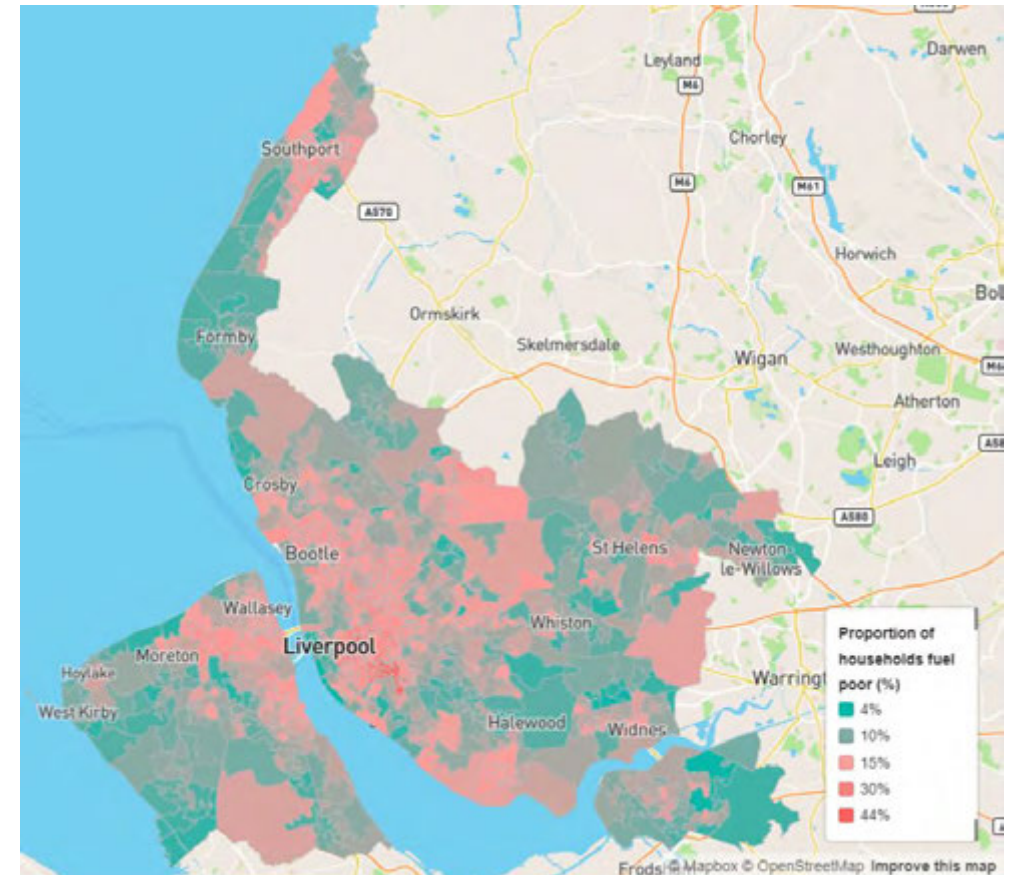 Darwen
Leyland
M6
Chorley
Southport
M6
M61
A570
Horwich
Ormskirk
Formby
Skelmersdale
Wigan
Westhoughton
Atherton
Leigh
Crosby
A580
Bootle
St Helens
Newton-
le-Willows
Wallasey
Whiston
Liverpool
Moreton
Hoylake
West Kirby
Halewood
Widnes
Warringt
Proportion of
households fuel
poor (%)
4%
10%
15%
30%
44%
Frods
© Mapbox © OpenStreetMap Improve this map